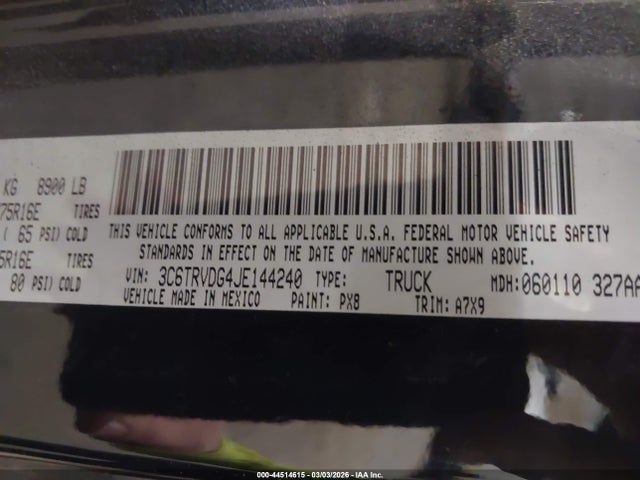 KG 8900 LB
75R16E TIRES
( 65 PSI) COLD
5R16E TIRES
80 PSI) COLD
THIS VEHICLE CONFORMS TO ALL APPLICABLE U.S.A. FEDERAL MOTOR VEHICLE SAFETY
STANDARDS IN EFFECT ON THE DATE OF MANUFACTURE SHOWN ABOVE.
VIN: 3C6TRVDG4JE144240 TYPE: TRUCK MDH:060110 327AA
VEHICLE MADE IN MEXICO PAINT: PX8 TRIM: A7X9
000-44514615 - 03/03/2026 - IAA Inc.